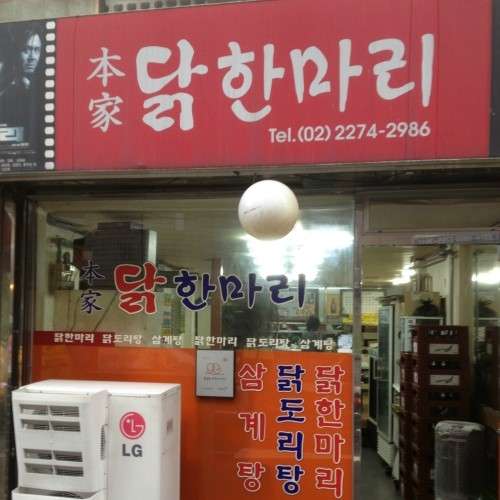 本家 닭한마리
Tel.(02) 2274-2986
本家 닭한마리
닭한마리 닭도리탕 삼계탕 닭한마리 닭도리탕 삼계탕
삼계탕
닭도리탕
닭한마리
LG